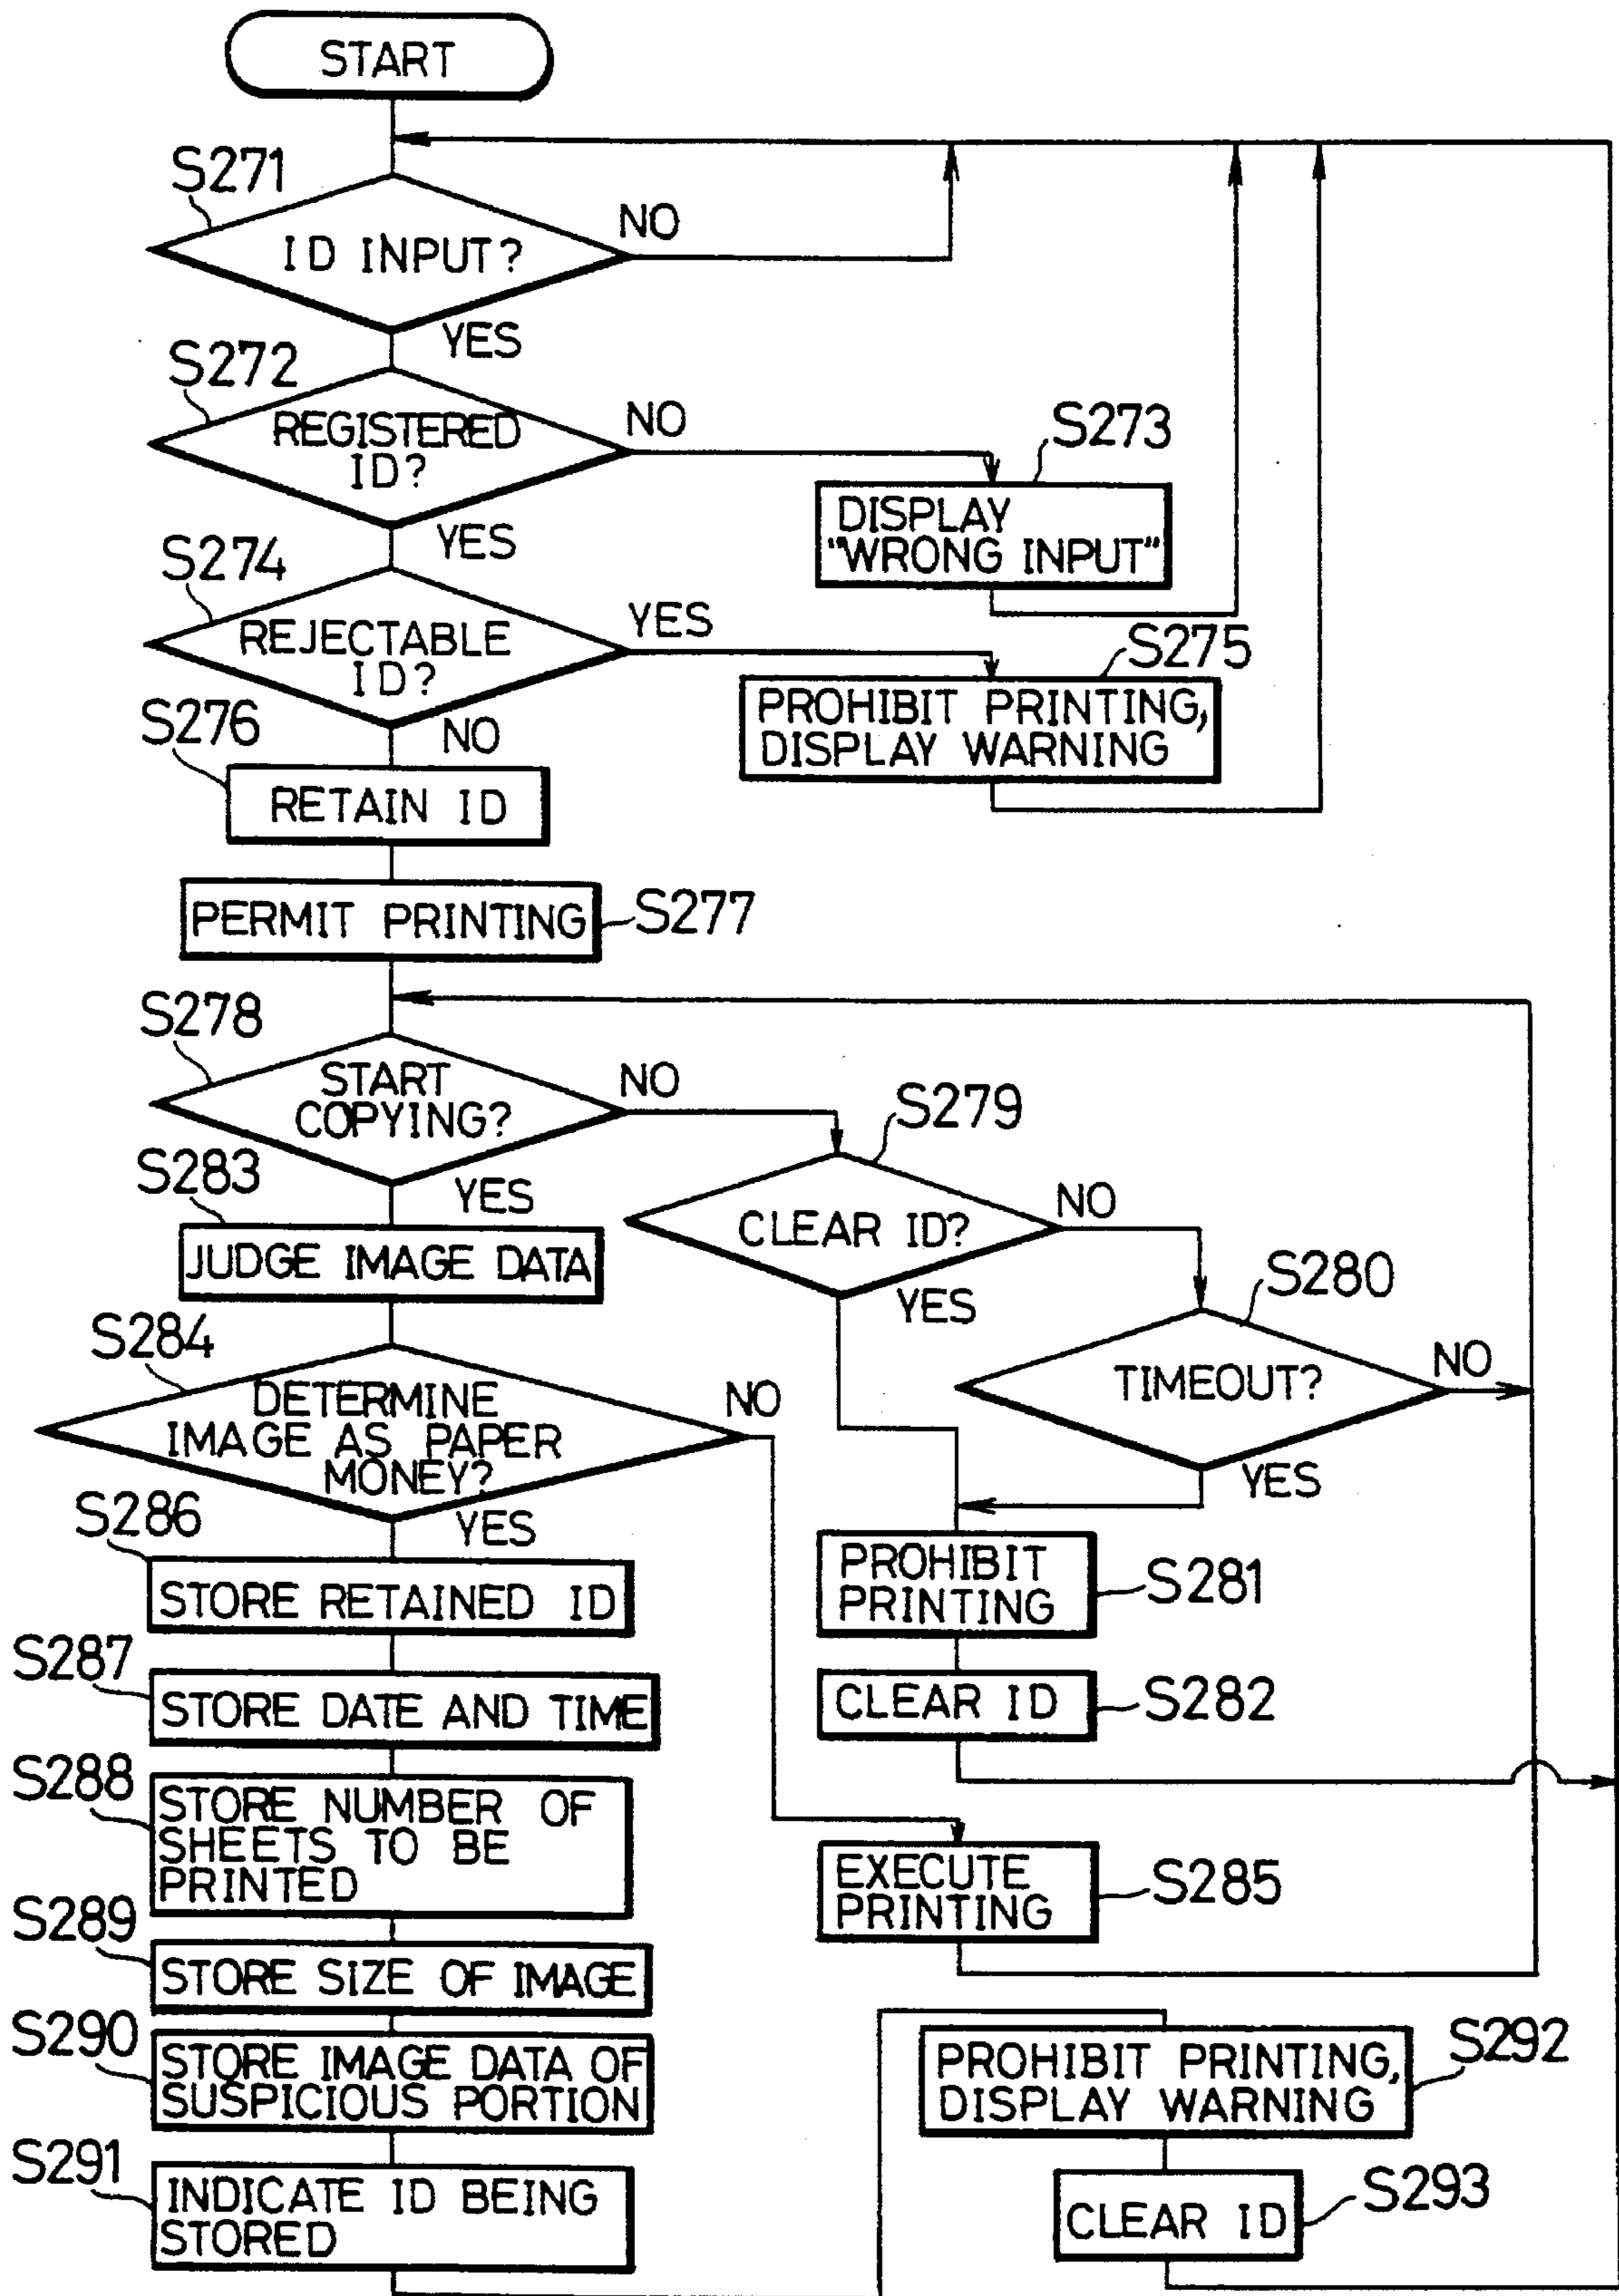 START
S271
ID INPUT?
NO
YES
S272
REGISTERED
ID?
NO
S273
DISPLAY
"WRONG INPUT"
YES
S274
REJECTABLE
ID?
YES
S275
PROHIBIT PRINTING,
DISPLAY WARNING
NO
S276
RETAIN ID
PERMIT PRINTING
S277
S278
START
COPYING?
NO
S279
CLEAR ID?
NO
YES
S280
TIMEOUT?
NO
YES
YES
S283
JUDGE IMAGE DATA
S284
DETERMINE
IMAGE AS PAPER
MONEY?
NO
YES
PROHIBIT
PRINTING
S281
CLEAR ID
S282
EXECUTE
PRINTING
S285
S286
STORE RETAINED ID
S287
STORE DATE AND TIME
S288
STORE NUMBER OF
SHEETS TO BE
PRINTED
S289
STORE SIZE OF IMAGE
S290
STORE IMAGE DATA OF
SUSPICIOUS PORTION
S291
INDICATE ID BEING
STORED
S292
PROHIBIT PRINTING,
DISPLAY WARNING
S293
CLEAR ID